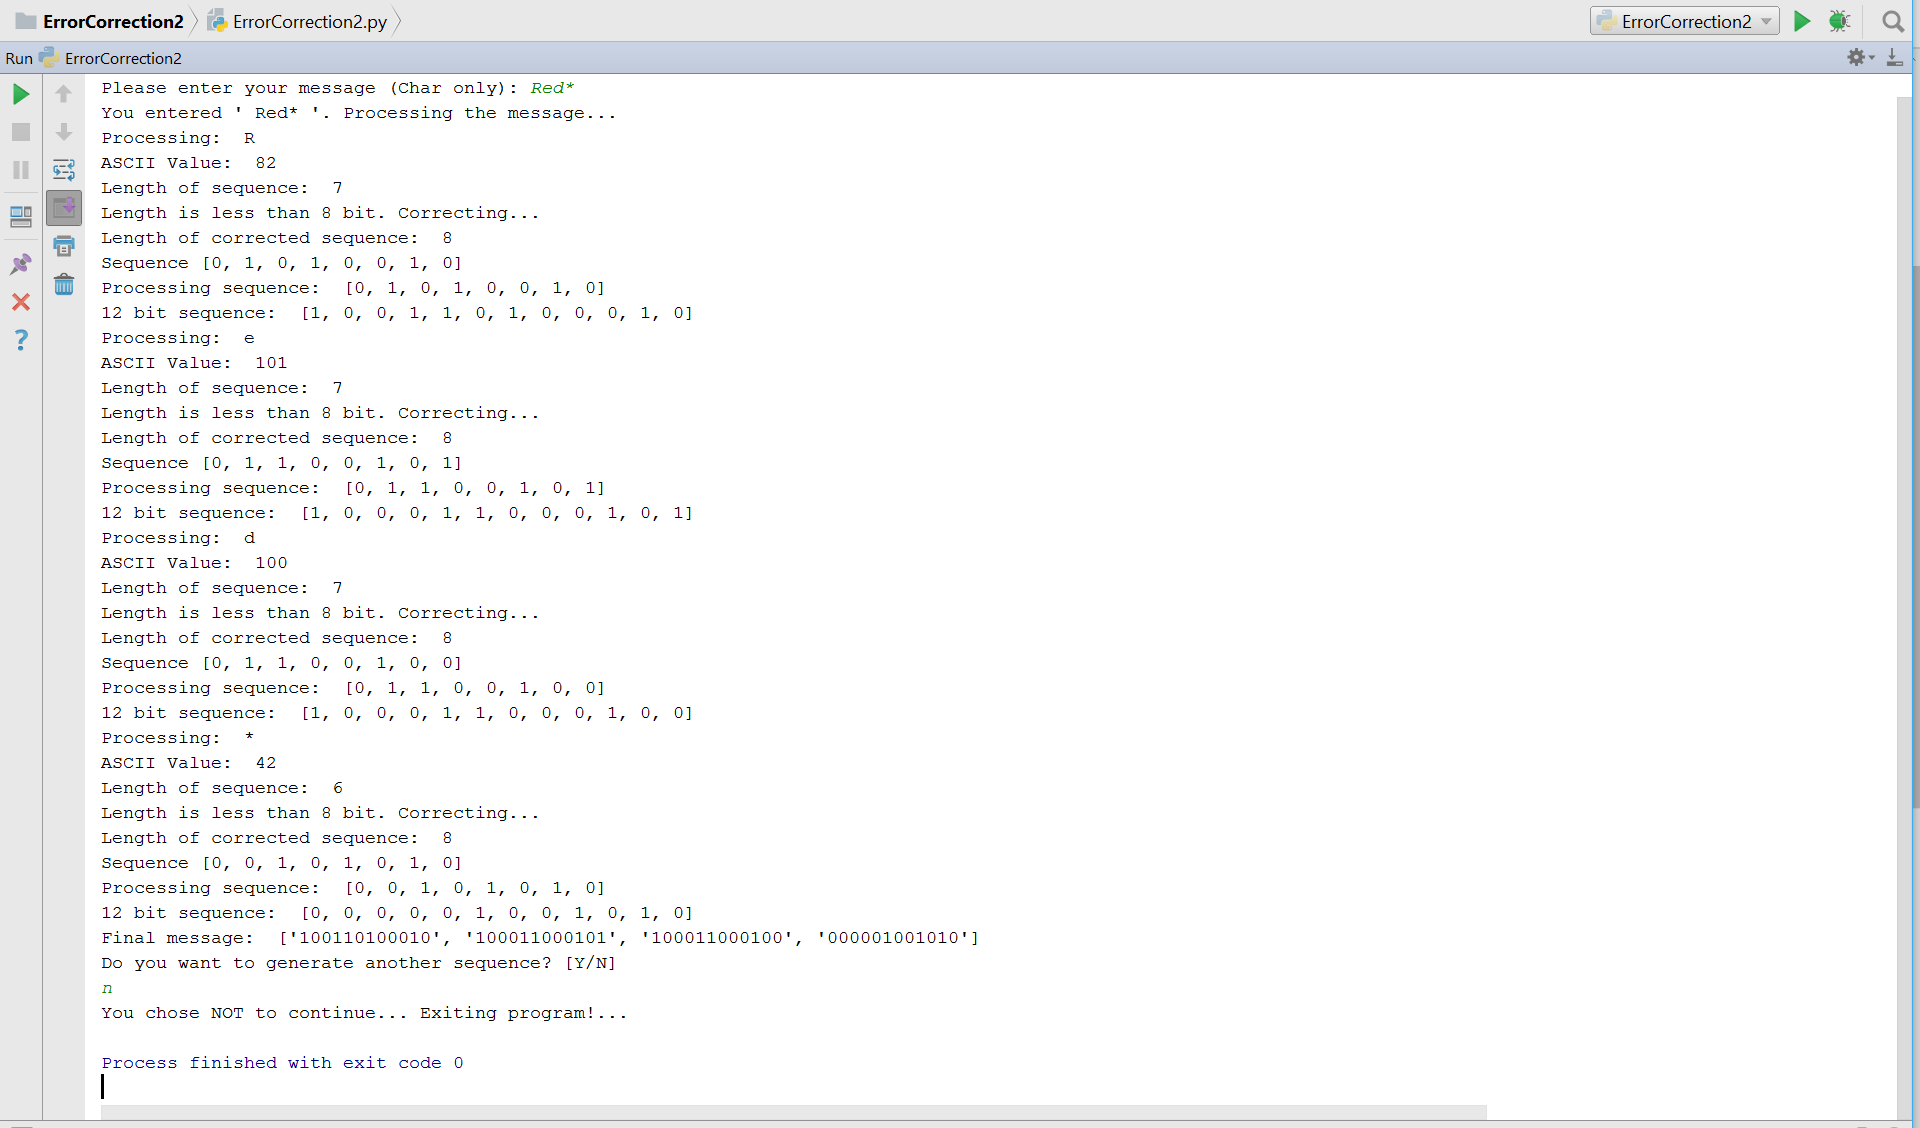 ErrorCorrection2 ErrorCorrection2.py ErrorCorrection2
Run ErrorCorrection2
Please enter your message (Char only): Red*
You entered ' Red* '. Processing the message...
Processing:  R
ASCII Value:  82
Length of sequence:  7
Length is less than 8 bit. Correcting...
Length of corrected sequence:  8
Sequence [0, 1, 0, 1, 0, 0, 1, 0]
Processing sequence:  [0, 1, 0, 1, 0, 0, 1, 0]
12 bit sequence:  [1, 0, 0, 1, 1, 0, 1, 0, 0, 0, 1, 0]
Processing:  e
ASCII Value:  101
Length of sequence:  7
Length is less than 8 bit. Correcting...
Length of corrected sequence:  8
Sequence [0, 1, 1, 0, 0, 1, 0, 1]
Processing sequence:  [0, 1, 1, 0, 0, 1, 0, 1]
12 bit sequence:  [1, 0, 0, 0, 1, 1, 0, 0, 0, 1, 0, 1]
Processing:  d
ASCII Value:  100
Length of sequence:  7
Length is less than 8 bit. Correcting...
Length of corrected sequence:  8
Sequence [0, 1, 1, 0, 0, 1, 0, 0]
Processing sequence:  [0, 1, 1, 0, 0, 1, 0, 0]
12 bit sequence:  [1, 0, 0, 0, 1, 1, 0, 0, 0, 1, 0, 0]
Processing:  *
ASCII Value:  42
Length of sequence:  6
Length is less than 8 bit. Correcting...
Length of corrected sequence:  8
Sequence [0, 0, 1, 0, 1, 0, 1, 0]
Processing sequence:  [0, 0, 1, 0, 1, 0, 1, 0]
12 bit sequence:  [0, 0, 0, 0, 0, 1, 0, 0, 1, 0, 1, 0]
Final message:  ['100110100010', '100011000101', '100011000100', '000001001010']
Do you want to generate another sequence? [Y/N]
n
You chose NOT to continue... Exiting program!...
Process finished with exit code 0